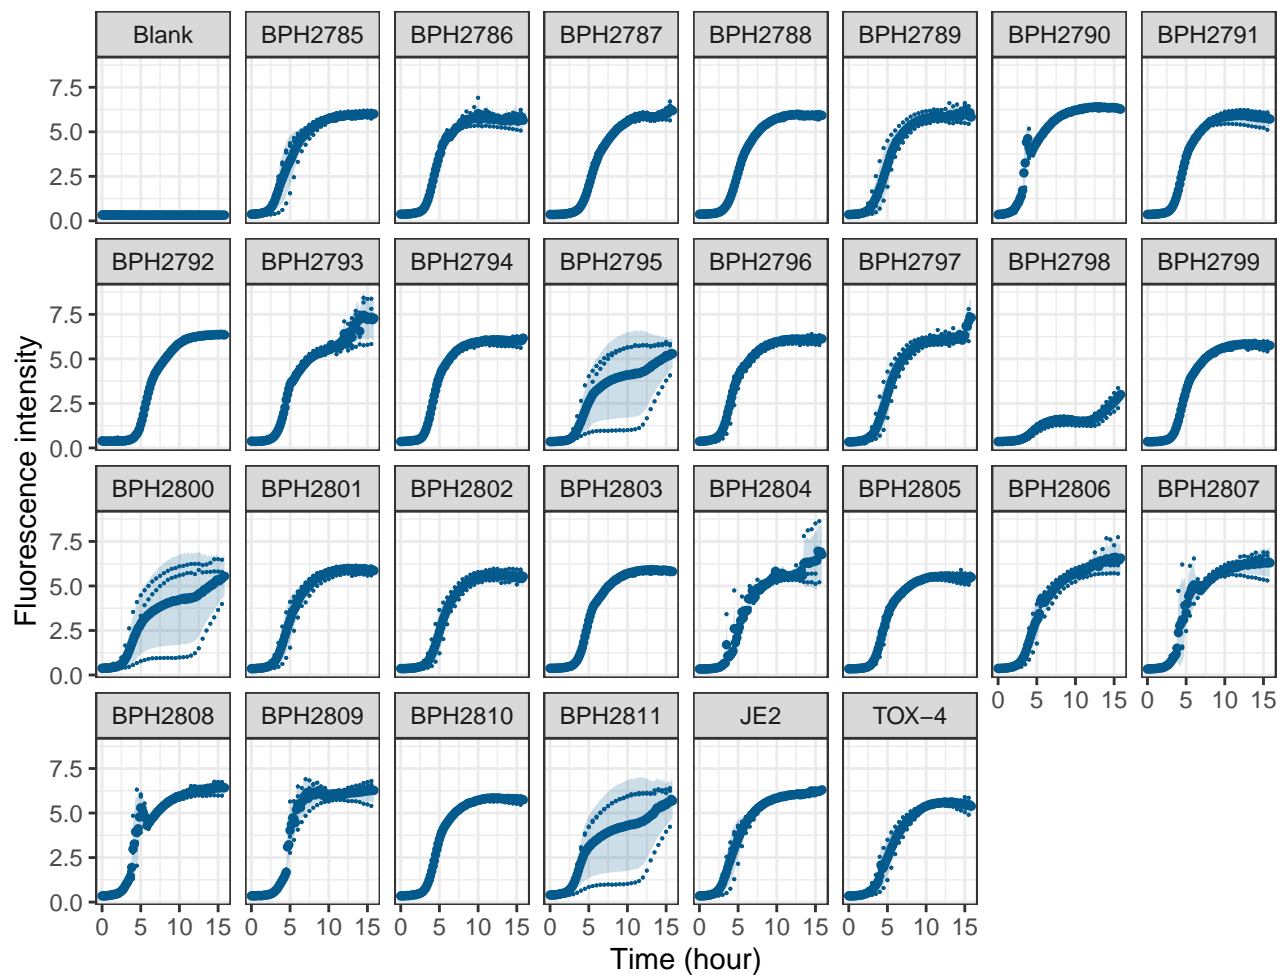 Blank BPH2785 BPH2786 BPH2787 BPH2788 BPH2789 BPH2790 BPH2791
7.5
5.0
2.5
0.0
BPH2792 BPH2793 BPH2794 BPH2795 BPH2796 BPH2797 BPH2798 BPH2799
7.5
5.0
2.5
0.0
Fluorescence intensity
BPH2800 BPH2801 BPH2802 BPH2803 BPH2804 BPH2805 BPH2806 BPH2807
7.5
5.0
2.5
0.0
0 5 10 15 0 5 10 15
BPH2808 BPH2809 BPH2810 BPH2811 JE2 TOX−4
7.5
5.0
2.5
0.0
0 5 10 15 0 5 10 15 0 5 10 15 0 5 10 15 0 5 10 15 0 5 10 15
Time (hour)